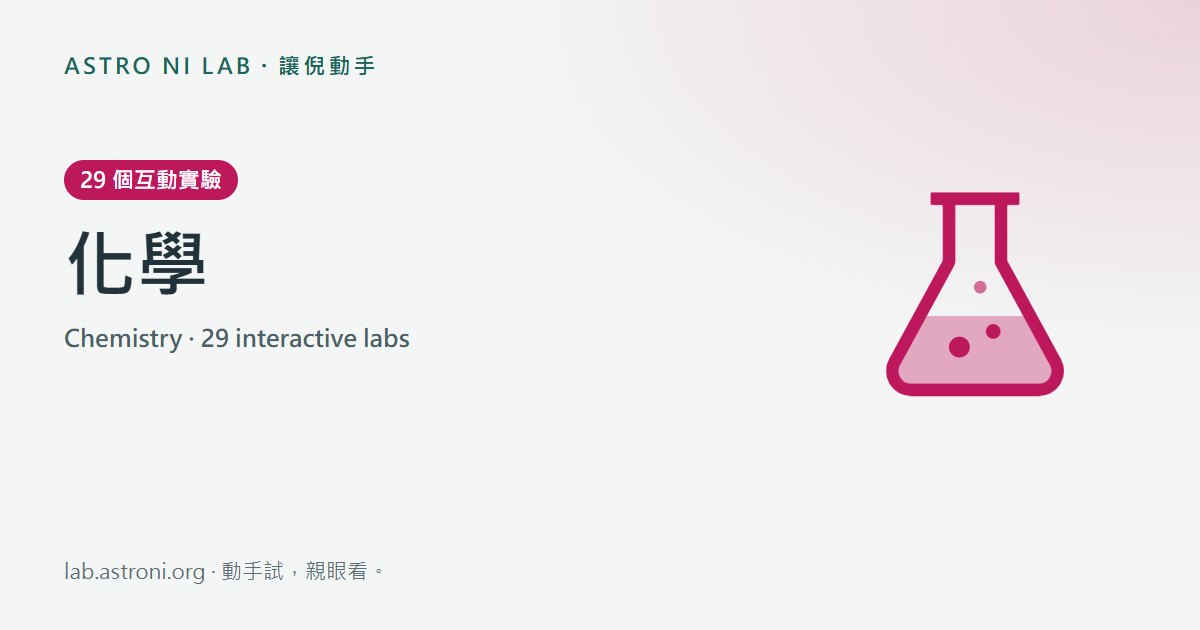 ASTRO NI LAB · 讓倪動手
29 個互動實驗
化學
Chemistry · 29 interactive labs
lab.astroni.org · 動手試，親眼看。